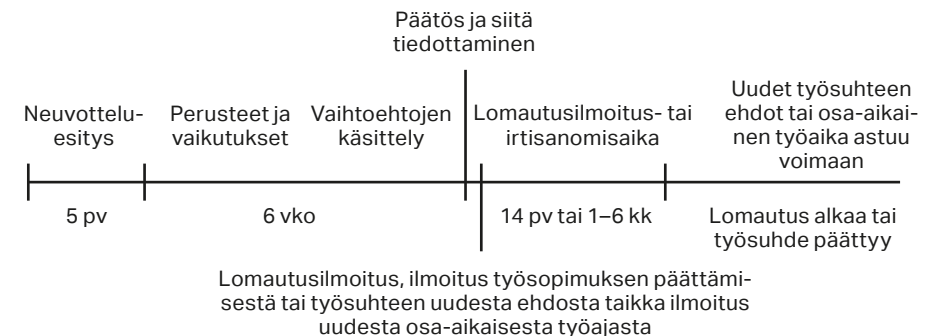 Päätös ja siitä
tiedottaminen
Neuvottelu-
esitys
Perusteet ja
vaikutukset
Vaihtoehtojen
käsittely
Lomautusilmoitus- tai
irtisanomisaika
Uudet työsuhteen
ehdot tai osa-aikai-
nen työaika astuu
voimaan
5 pv
6 vko
14 pv tai 1–6 kk
Lomautus alkaa tai
työsuhde päättyy
Lomautusilmoitus, ilmoitus työsopimuksen päättämi-
sestä tai työsuhteen uudesta ehdosta taikka ilmoitus
uudesta osa-aikaisesta työajasta